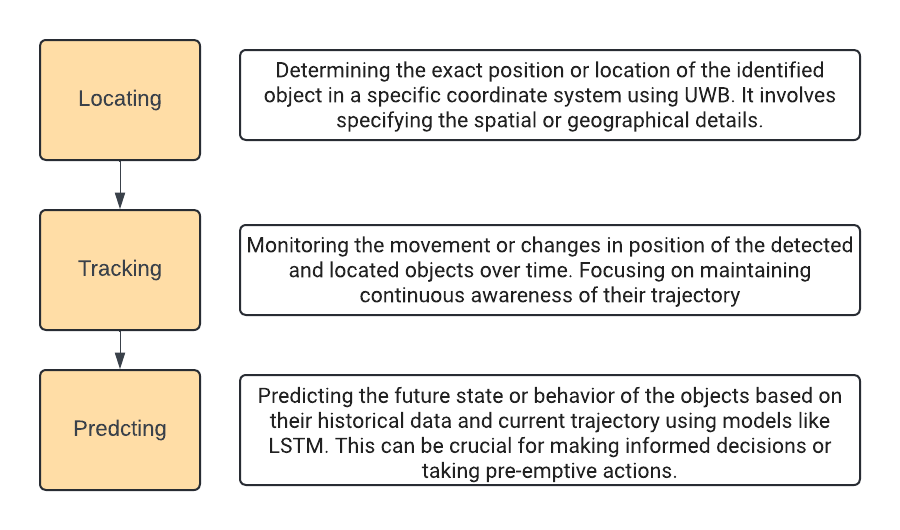 Locating
Determining the exact position or location of the identified
object in a specific coordinate system using UWB. It involves
specifying the spatial or geographical details.
Tracking
Monitoring the movement or changes in position of the detected
and located objects over time. Focusing on maintaining
continuous awareness of their trajectory
Predcting
Predicting the future state or behavior of the objects based on
their historical data and current trajectory using models like
LSTM. This can be crucial for making informed decisions or
taking pre-emptive actions.